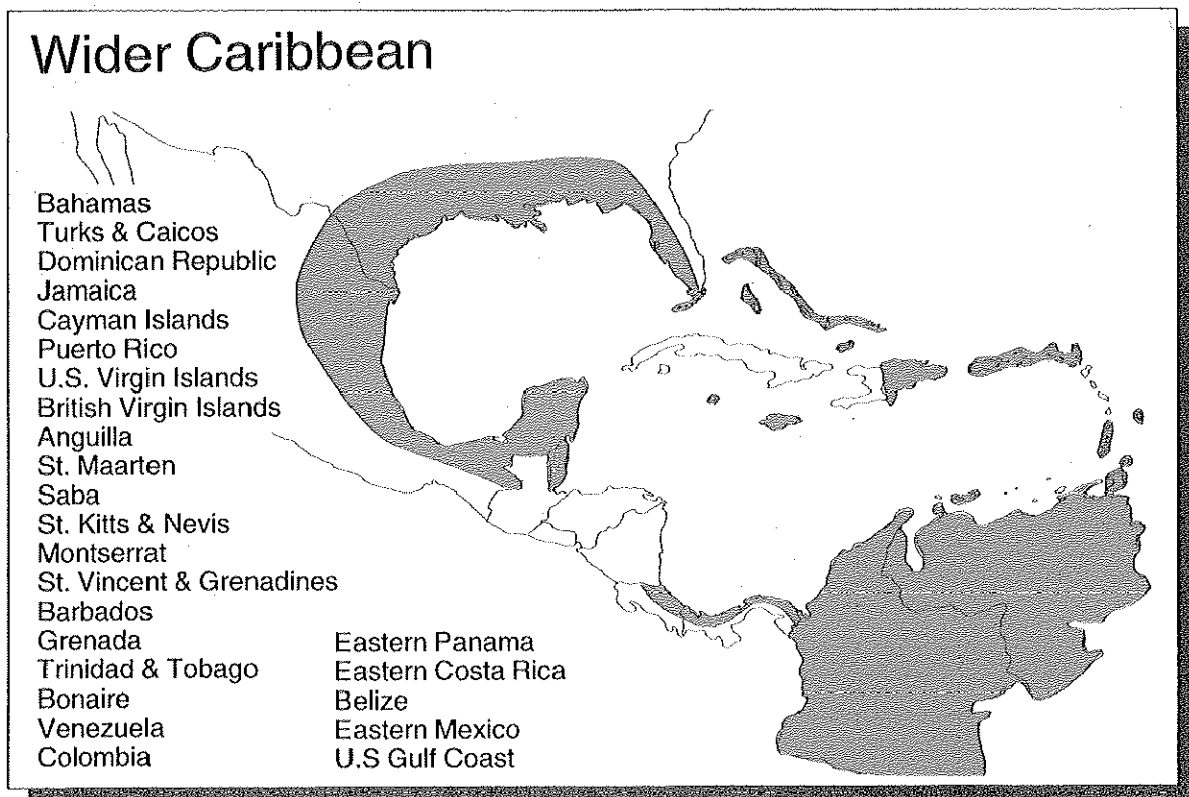 Wider Caribbean
Bahamas
Turks & Caicos
Dominican Republic
Jamaica
Cayman Islands
Puerto Rico
U.S. Virgin Islands
British Virgin Islands
Anguilla
St. Maarten
Saba
St. Kitts & Nevis
Montserrat
St. Vincent & Grenadines
Barbados
Grenada
Trinidad & Tobago
Bonaire
Venezuela
Colombia
Eastern Panama
Eastern Costa Rica
Belize
Eastern Mexico
U.S Gulf Coast